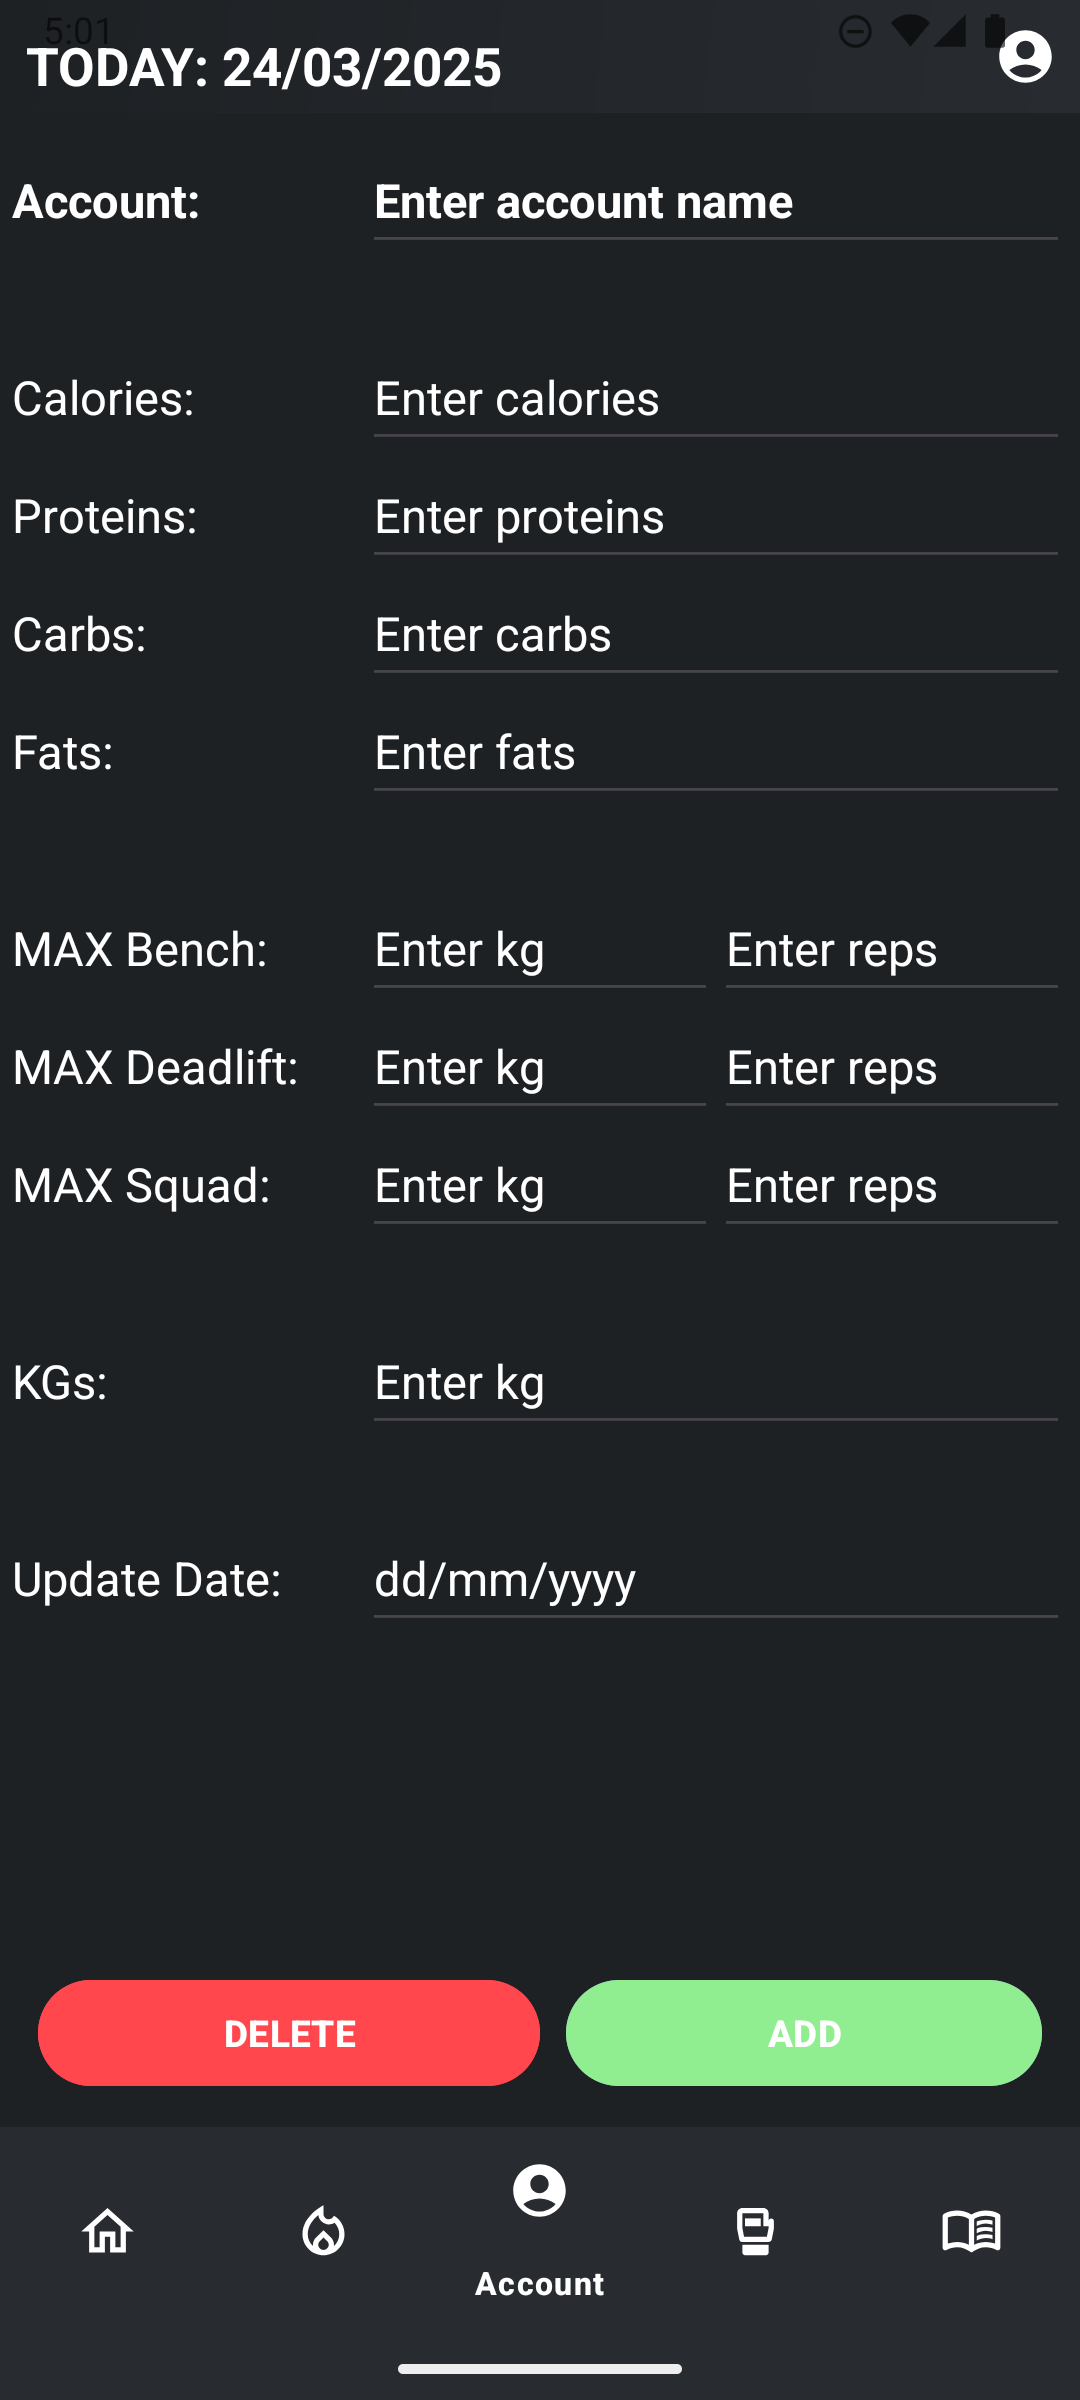 5:01
TODAY: 24/03/2025
Account: Enter account name
Calories: Enter calories
Proteins: Enter proteins
Carbs: Enter carbs
Fats: Enter fats
MAX Bench: Enter kg Enter reps
MAX Deadlift: Enter kg Enter reps
MAX Squad: Enter kg Enter reps
KGs: Enter kg
Update Date: dd/mm/yyyy
DELETE ADD
Account